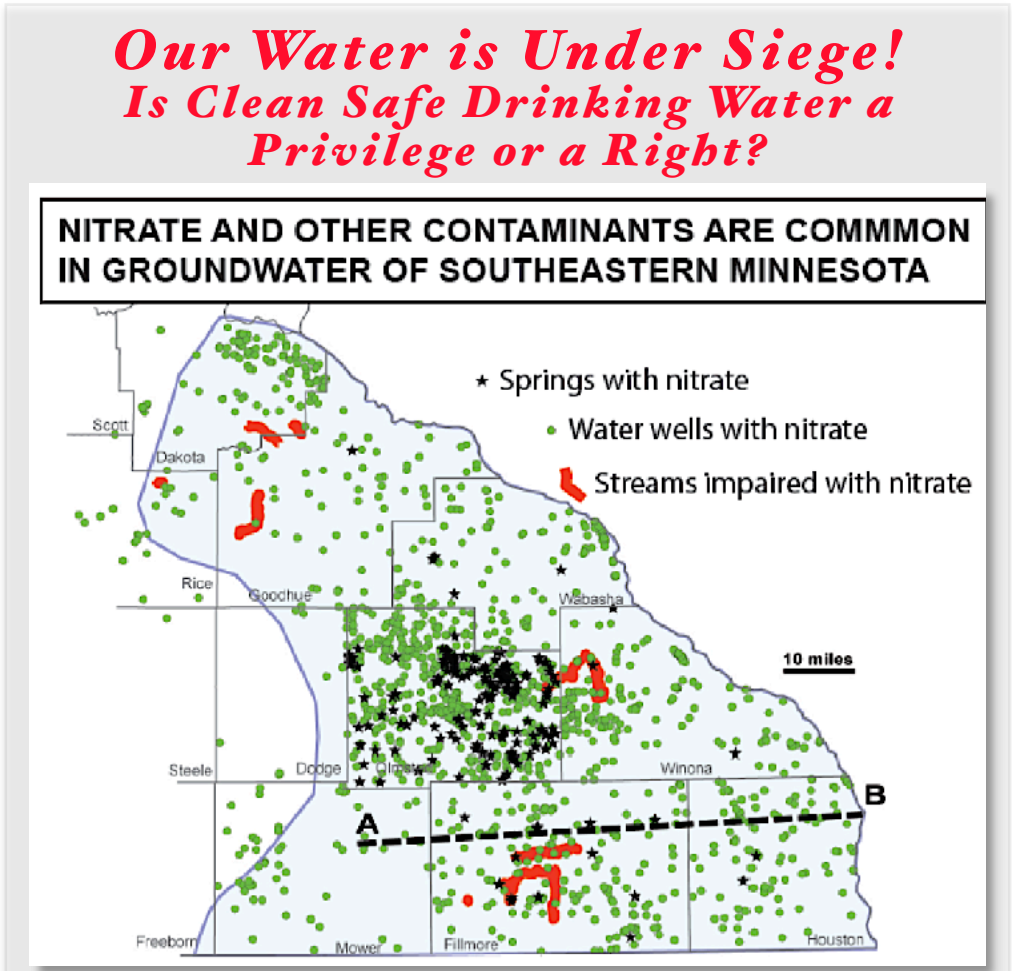 Our Water is Under Siege!
Is Clean Safe Drinking Water a
Privilege or a Right?
NITRATE AND OTHER CONTAMINANTS ARE COMMMON
IN GROUNDWATER OF SOUTHEASTERN MINNESOTA
Springs with nitrate
Water wells with nitrate
Streams impaired with nitrate
Scott
Dakota
Rice
Goodhue
Wabasha
10 miles
Steele
Dodge
Olmsted
Winona
A
B
Freeborn
Mower
Fillmore
Houston